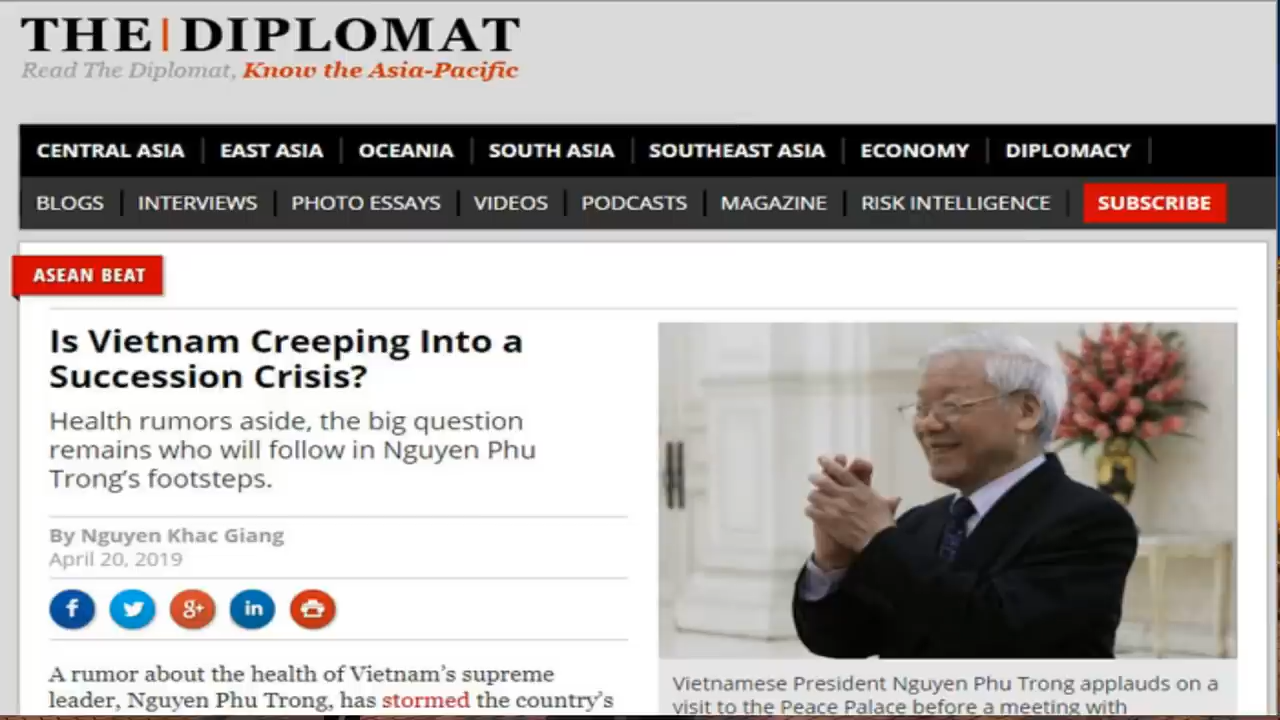 THE|DIPLOMAT
Read The Diplomat, Know the Asia-Pacific
CENTRAL ASIA | EAST ASIA | OCEANIA | SOUTH ASIA | SOUTHEAST ASIA | ECONOMY | DIPLOMACY |
BLOGS | INTERVIEWS | PHOTO ESSAYS | VIDEOS | PODCASTS | MAGAZINE | RISK INTELLIGENCE | SUBSCRIBE
ASEAN BEAT
Is Vietnam Creeping Into a
Succession Crisis?
Health rumors aside, the big question
remains who will follow in Nguyen Phu
Trong's footsteps.
By Nguyen Khac Giang
April 20, 2019
f
g+
in
A rumor about the health of Vietnam's supreme
leader, Nguyen Phu Trong, has stormed the country's
Vietnamese President Nguyen Phu Trong applauds on a
visit to the Peace Palace before a meeting with